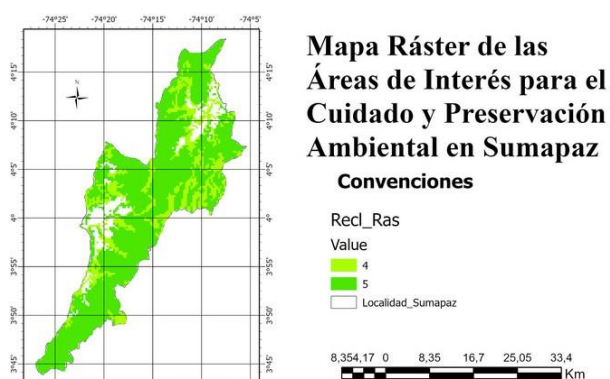 -74°25' -74°20' -74°15' -74°10' -74°5'
4°15'
4°10'
4°5'
4°
3°55'
3°50'
3°45'
N
Mapa Ráster de las
Áreas de Interés para el
Cuidado y Preservación
Ambiental en Sumapaz
Convenciones
Recl_Ras
Value
4
5
Localidad_Sumapaz
8,354,17 0 8,35 16,7 25,05 33,4
Km